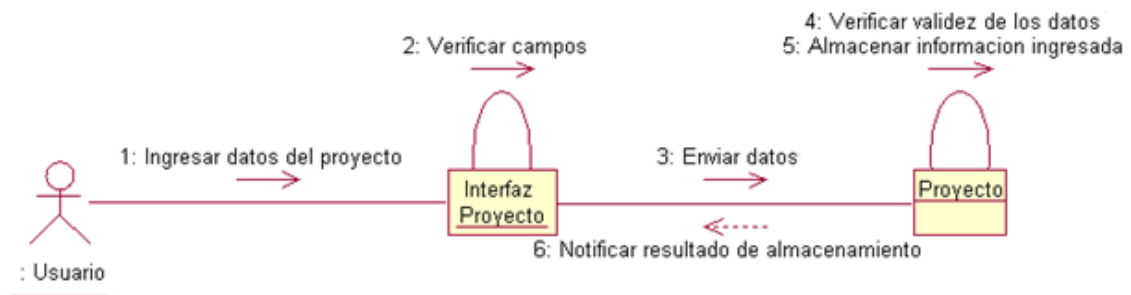 4: Verificar validez de los datos
2: Verificar campos
5: Almacenar informacion ingresada
1: Ingresar datos del proyecto
3: Enviar datos
Interfaz
Proyecto
Proyecto
6: Notificar resultado de almacenamiento
: Usuario